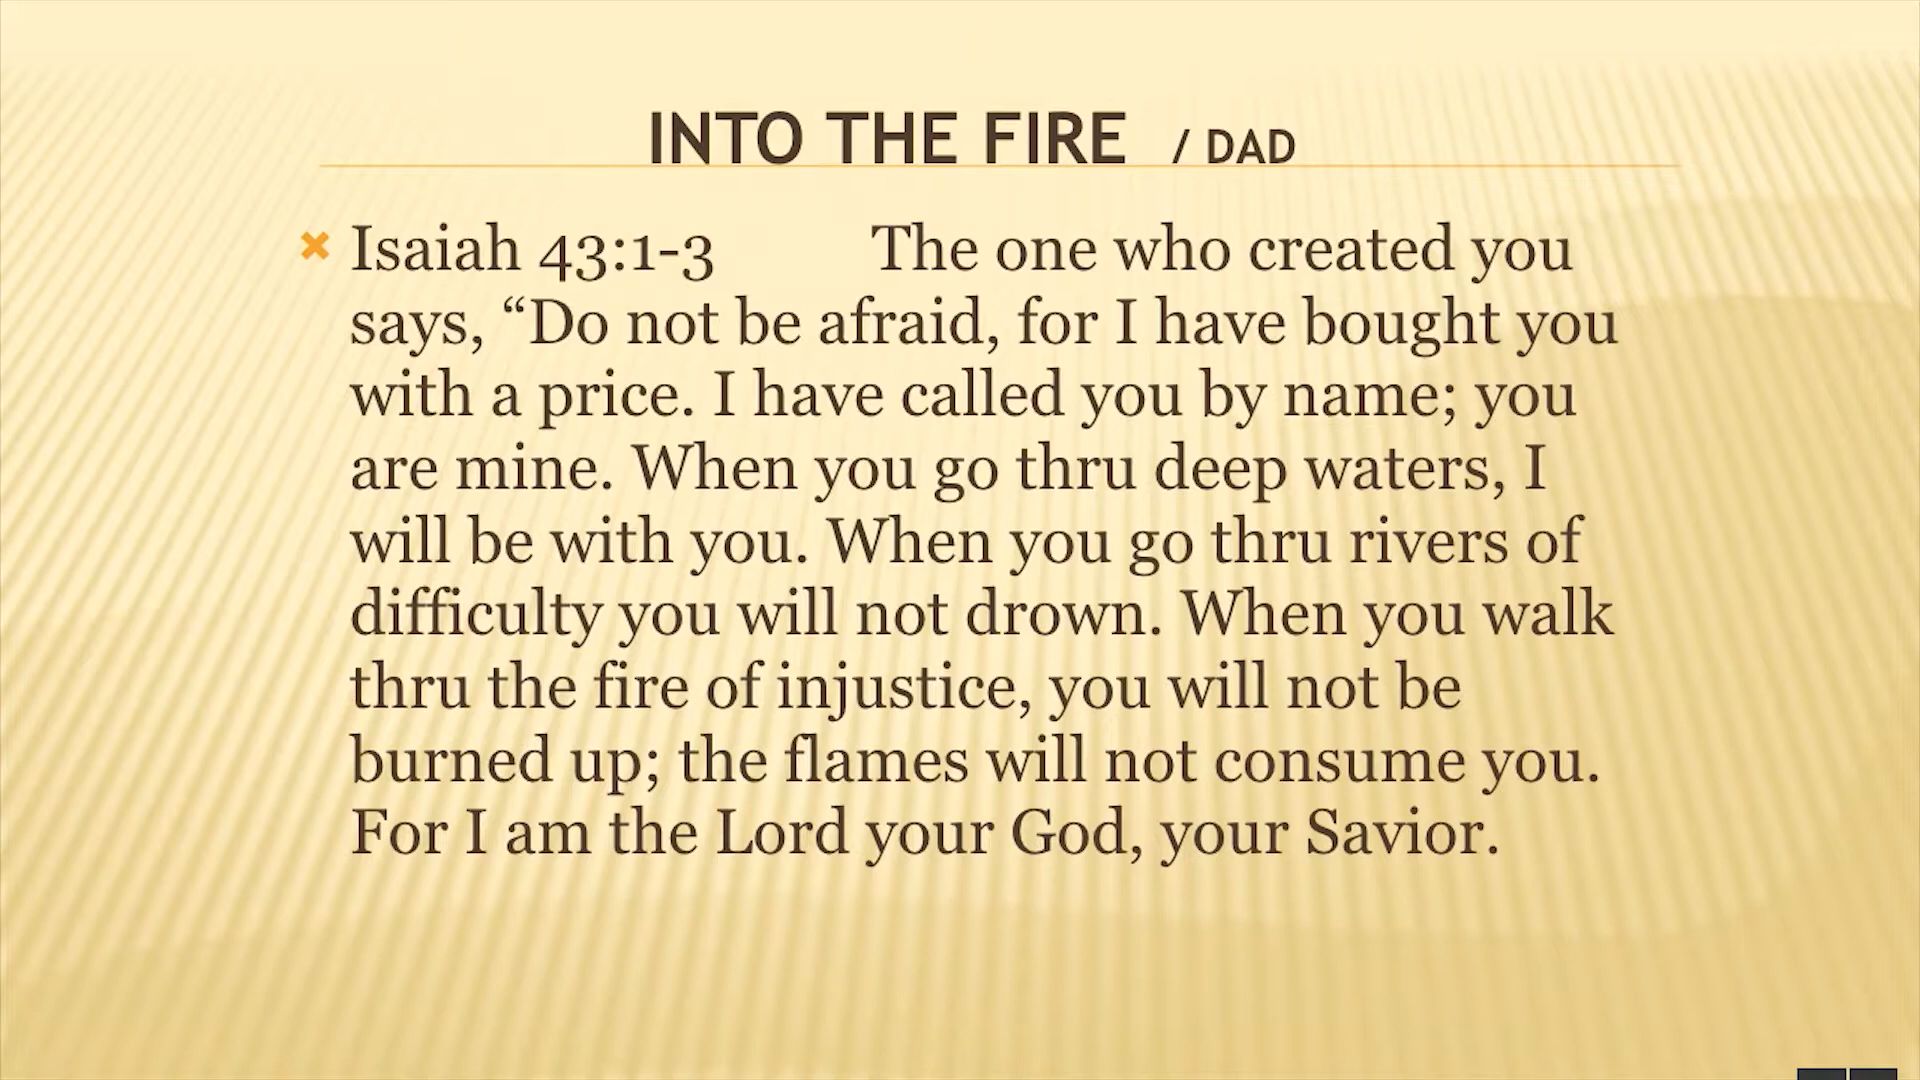 INTO THE FIRE / DAD
Isaiah 43:1-3 The one who created you
says, “Do not be afraid, for I have bought you
with a price. I have called you by name; you
are mine. When you go thru deep waters, I
will be with you. When you go thru rivers of
difficulty you will not drown. When you walk
thru the fire of injustice, you will not be
burned up; the flames will not consume you.
For I am the Lord your God, your Savior.